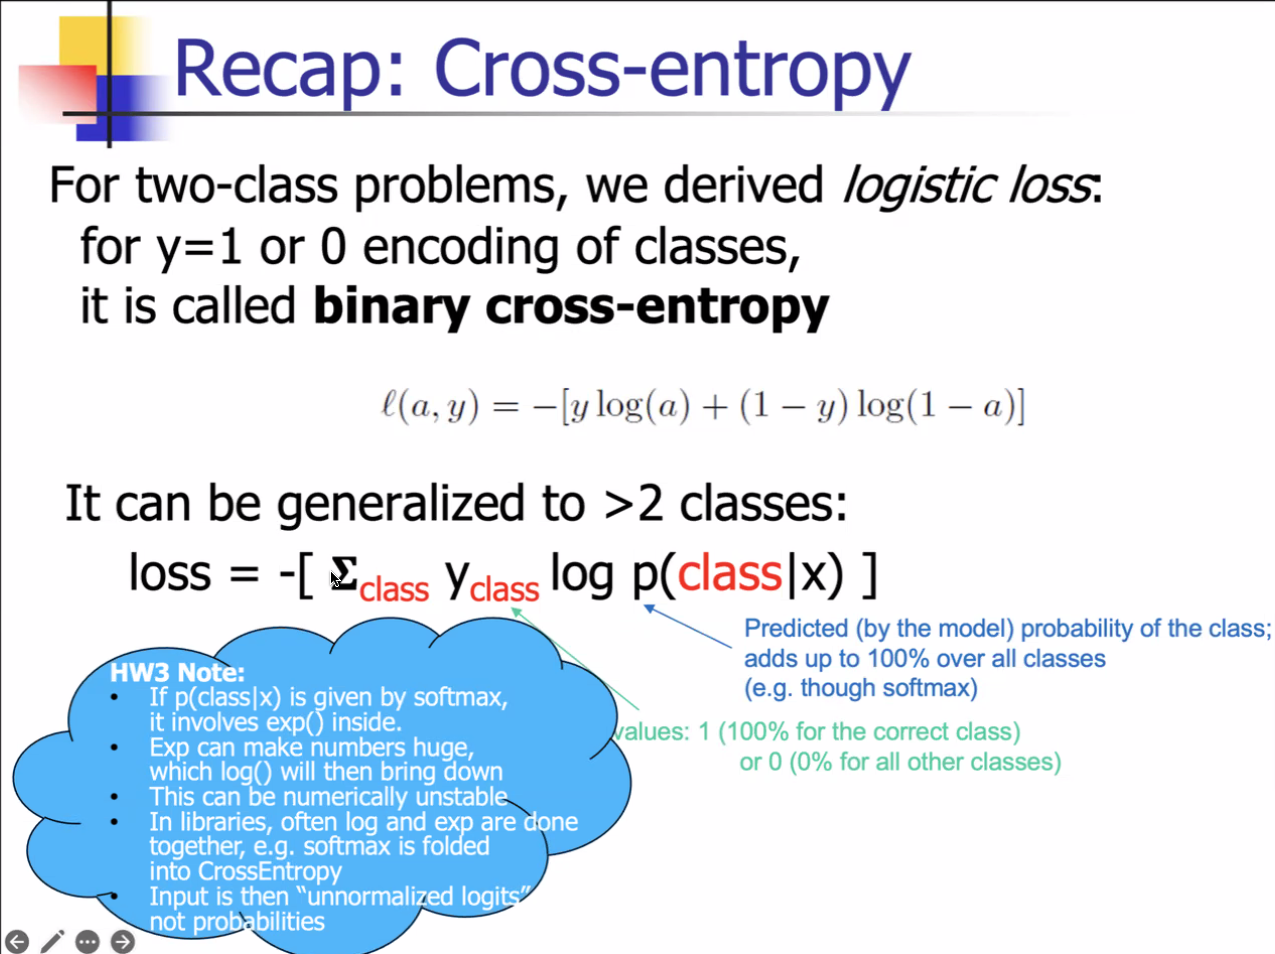 Recap: Cross-entropy
For two-class problems, we derived logistic loss:
for y=1 or 0 encoding of classes,
it is called binary cross-entropy
ℓ(a, y) = −[y log(a) + (1 − y) log(1 − a)]
It can be generalized to >2 classes:
loss = -[ Σclass yclass log p(class|x) ]
Predicted (by the model) probability of the class;
adds up to 100% over all classes
(e.g. though softmax)
values: 1 (100% for the correct class)
or 0 (0% for all other classes)
HW3 Note:
• If p(class|x) is given by softmax,
it involves exp() inside.
• Exp can make numbers huge,
which log() will then bring down
• This can be numerically unstable
• In libraries, often log and exp are done
together, e.g. softmax is folded
into CrossEntropy
• Input is then “unnormalized logits”
not probabilities